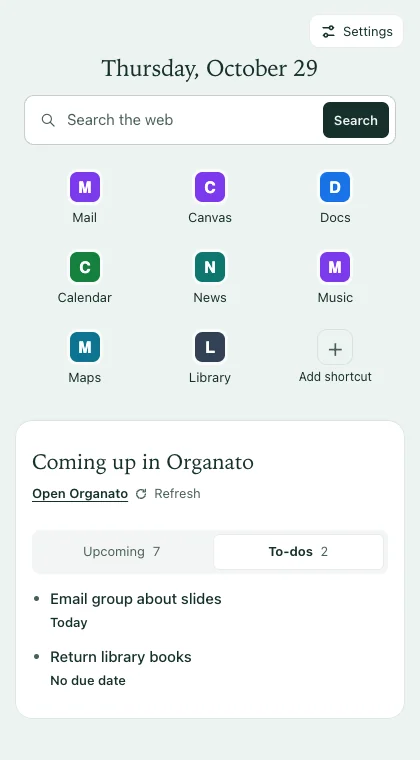 Settings
Thursday, October 29
Search the web
Search
M
C
D
Mail
Canvas
Docs
C
N
M
Calendar
News
Music
M
L
+
Maps
Library
Add shortcut
Coming up in Organato
Open Organato
Refresh
Upcoming 7
To-dos 2
• Email group about slides
Today
• Return library books
No due date